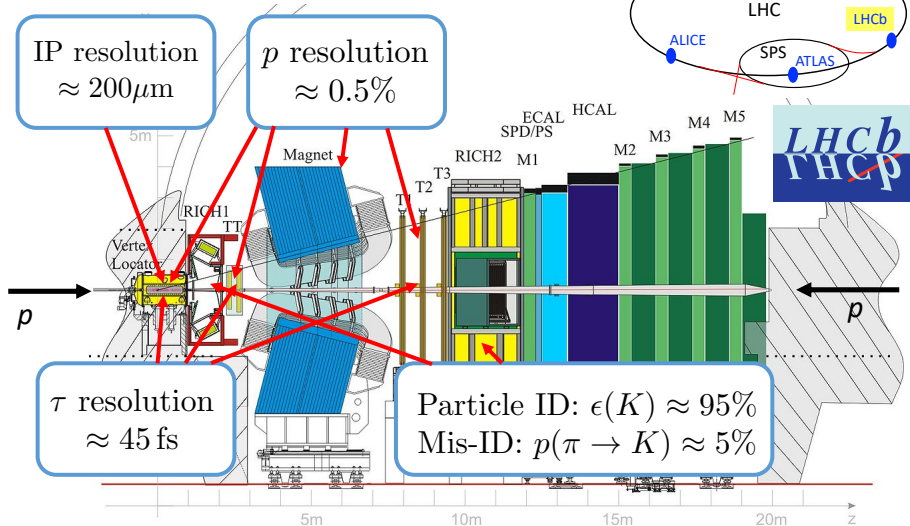 LHC
LHCb
ALICE
SPS
ATLAS
IP resolution
≈ 200μm
p resolution
≈ 0.5%
5m
Magnet
RICH1
TT
Vertex
Locator
T1
T2
T3
RICH2
SPD/PS
ECAL
HCAL
M1
M2
M3
M4
M5
LHCb
p
p
τ resolution
≈ 45 fs
Particle ID: ϵ(K) ≈ 95%
Mis-ID: p(π → K) ≈ 5%
5m
10m
15m
20m
z